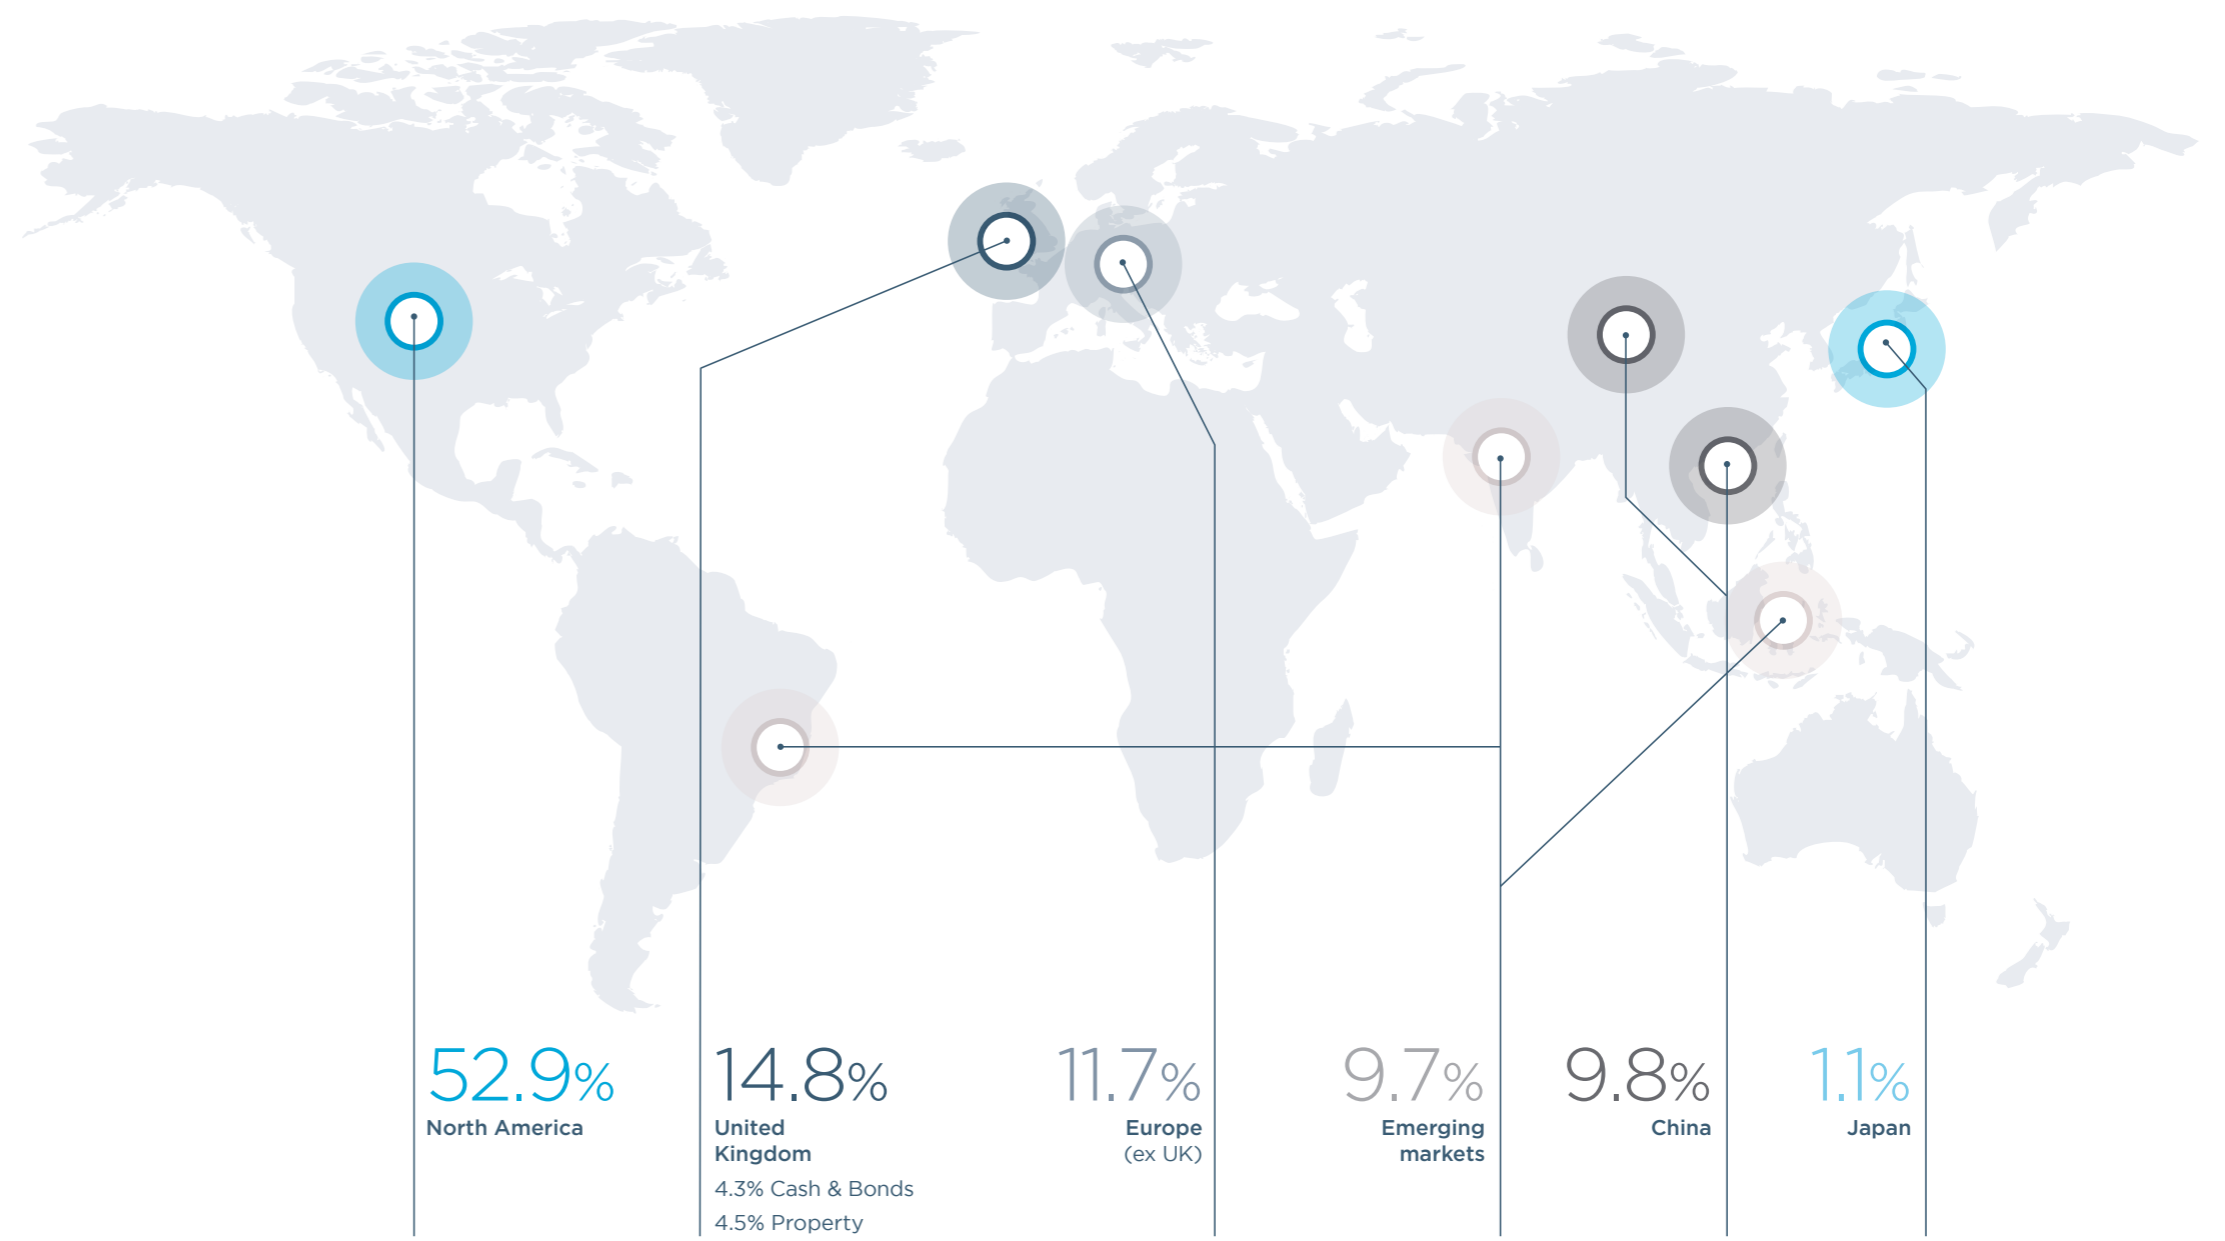 52.9%
North America
14.8%
United
Kingdom
4.3% Cash & Bonds
4.5% Property
11.7%
Europe
(ex UK)
9.7%
Emerging
markets
9.8%
China
1.1%
Japan